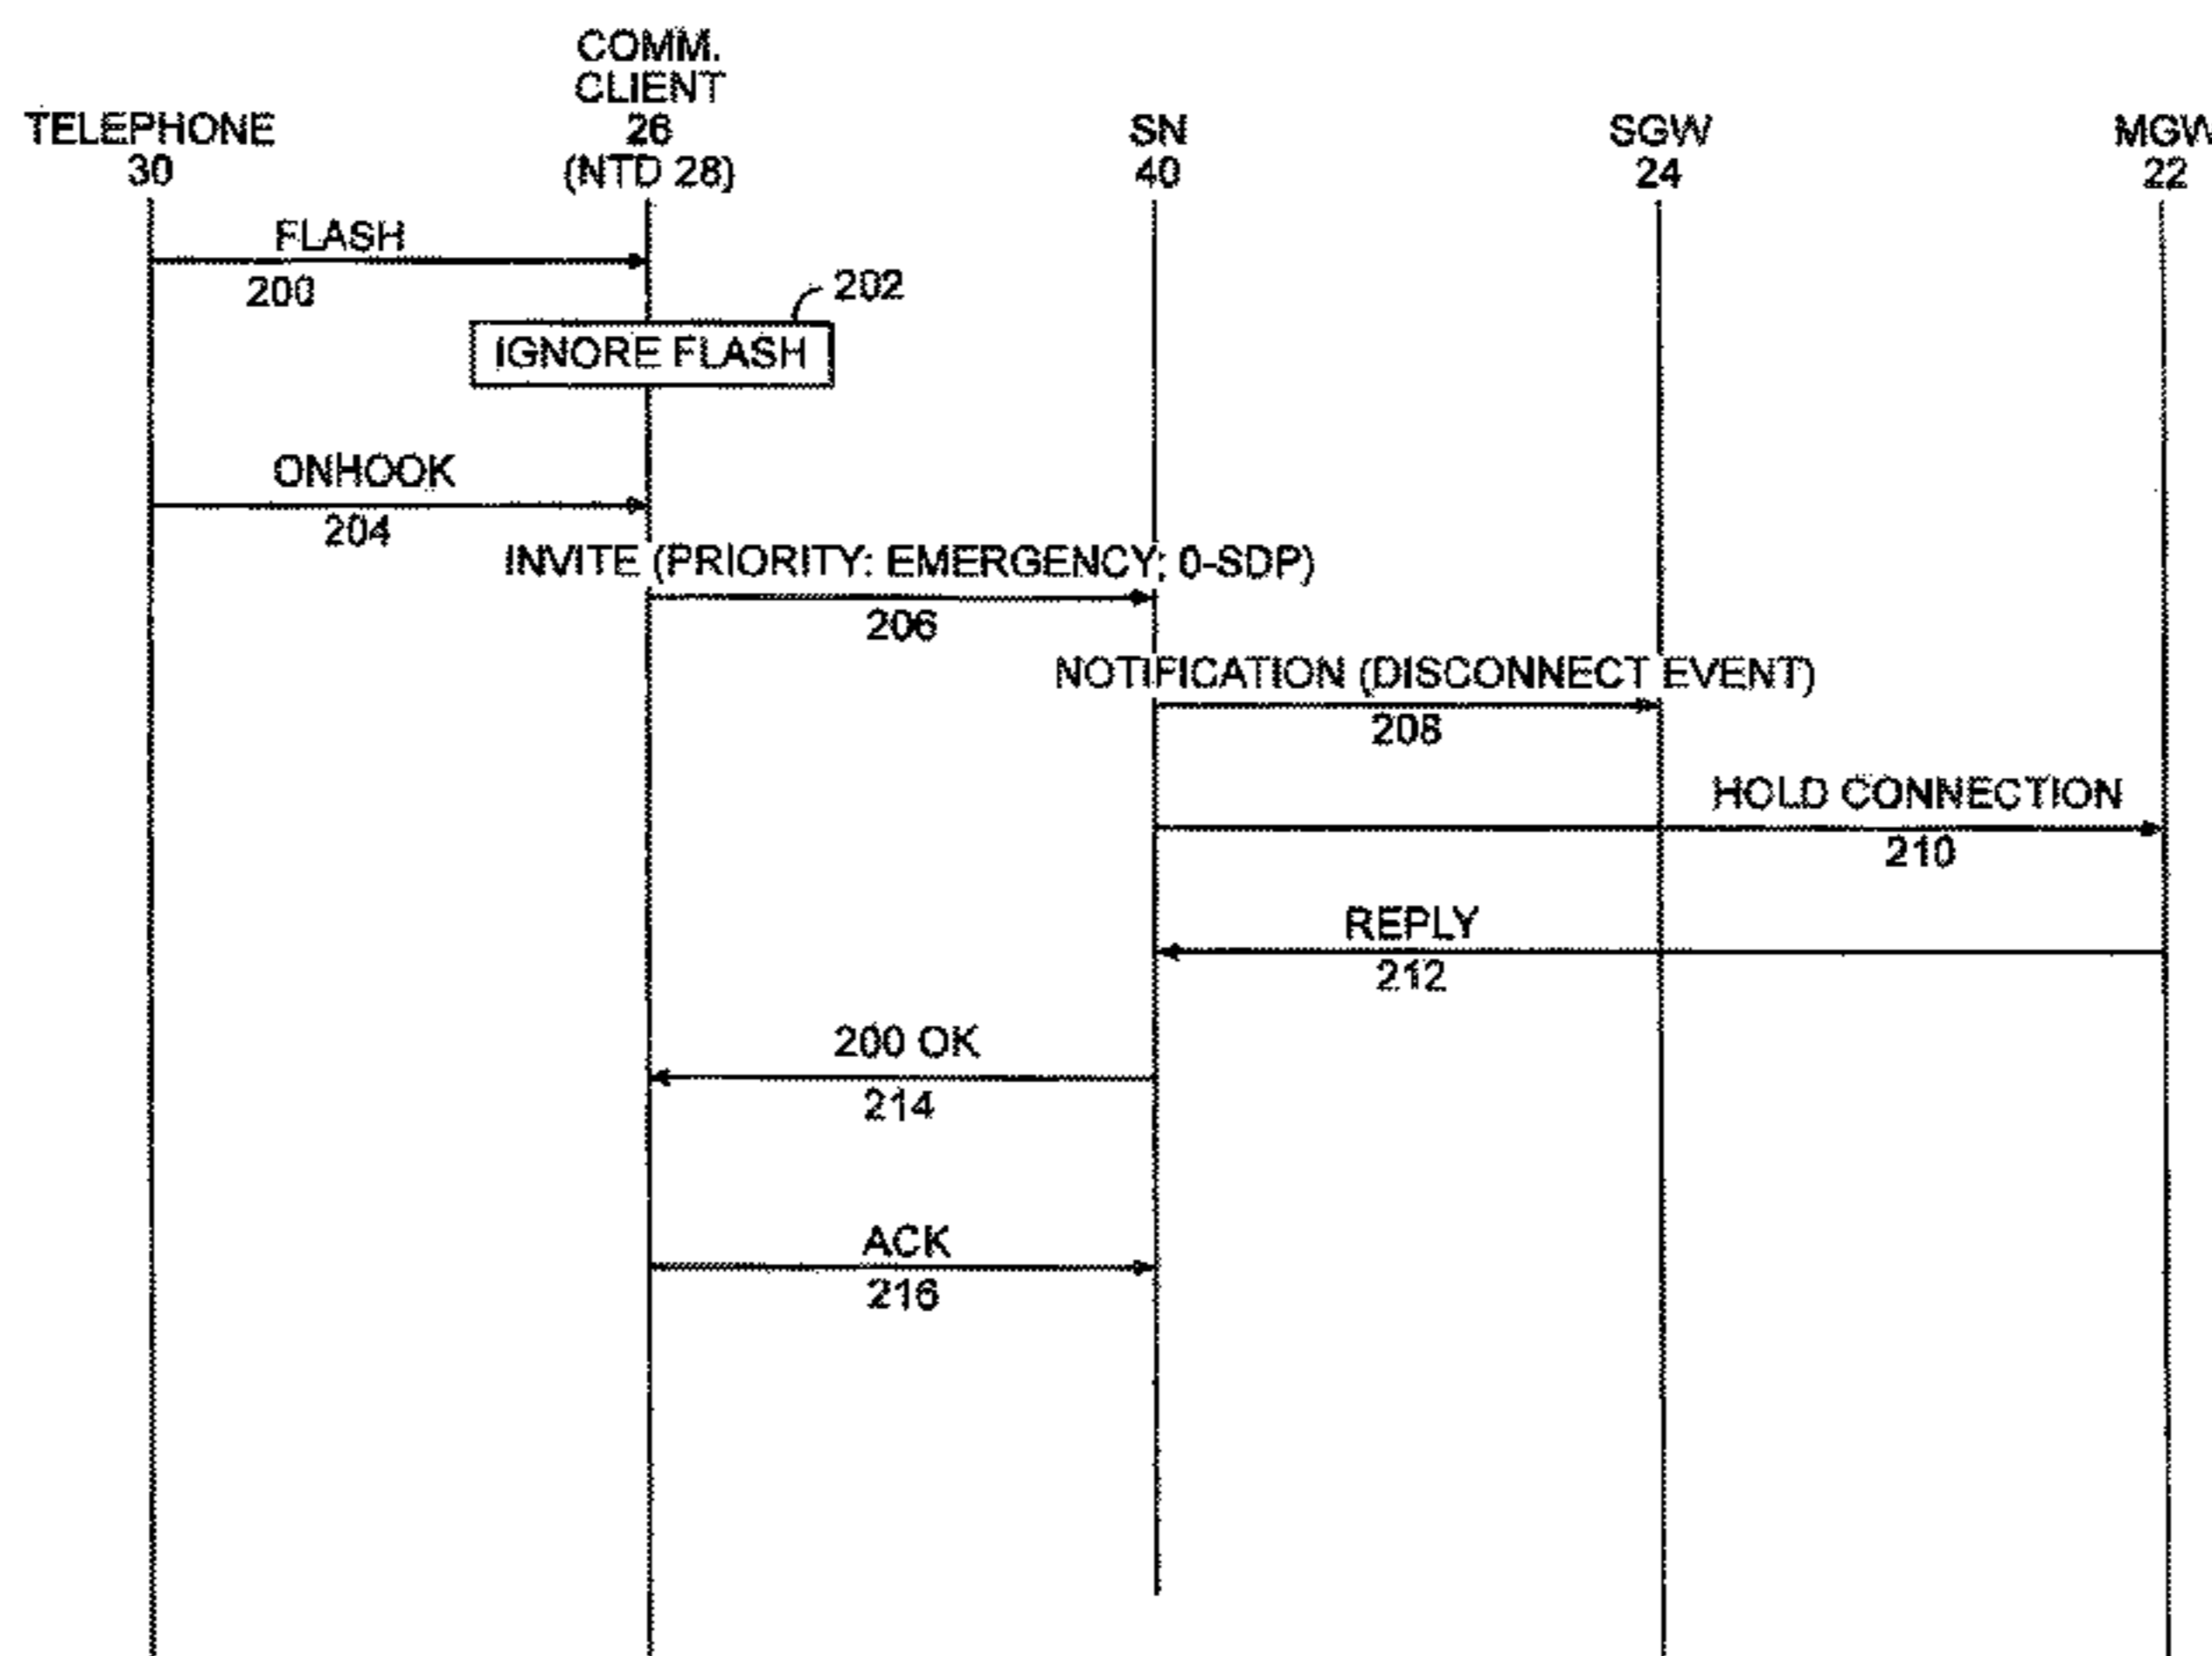 COMM.
CLIENT
TELEPHONE 26 SN SGW MGW
30 (NTD 28) 40 24 22
FLASH
200
202
IGNORE FLASH
ONHOOK
204
INVITE (PRIORITY: EMERGENCY; 0-SDP)
206
NOTIFICATION (DISCONNECT EVENT)
208
HOLD CONNECTION
210
REPLY
212
200 OK
214
ACK
216